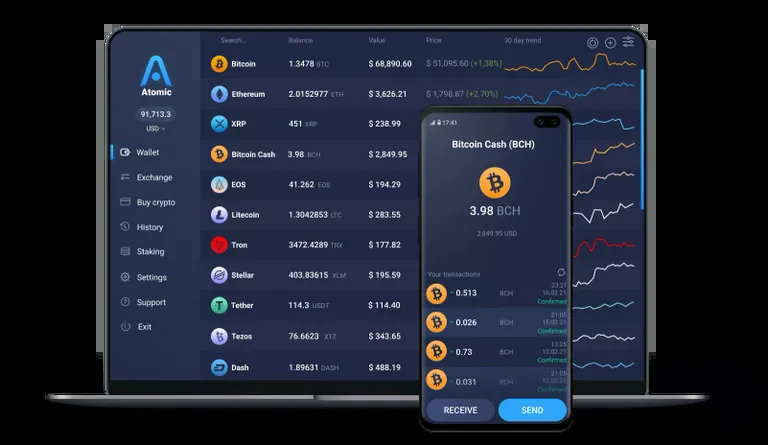 Search..
Balance
Value
Price
30 day trend
Atomic
91,713.3
USD
Wallet
Exchange
Buy crypto
History
Staking
Settings
Support
Exit
Bitcoin 1.3478 BTC $ 68,890.60 $ 51,095.60 (+1,38%)
Ethereum 2.0152977 ETH $ 3,626.21 $ 1,798.87 (+2.70%)
XRP 451 XRP $ 238.99
Bitcoin Cash 3.98 BCH $ 2,849.95
EOS 41.262 EOS $ 194.29
Litecoin 1.3042853 LTC $ 283.55
Tron 3472.4289 TRX $ 177.82
Stellar 403.83615 XLM $ 195.59
Tether 114.3 USDT $ 114.40
Tezos 76.6623 XTZ $ 343.65
Dash 1.89631 DASH $ 488.19
17:41
Bitcoin Cash (BCH)
3.98 BCH
2,849.95 USD
Your transactions
23:21
+ 0.513 BCH 16.02.21
Confirmed
21:05
+ 0.026 BCH 15.02.21
Confirmed
13:25
+ 0.73 BCH 13.02.21
Confirmed
21:05
+ 0.031 BCH 12.02.21
Confirmed
RECEIVE
SEND